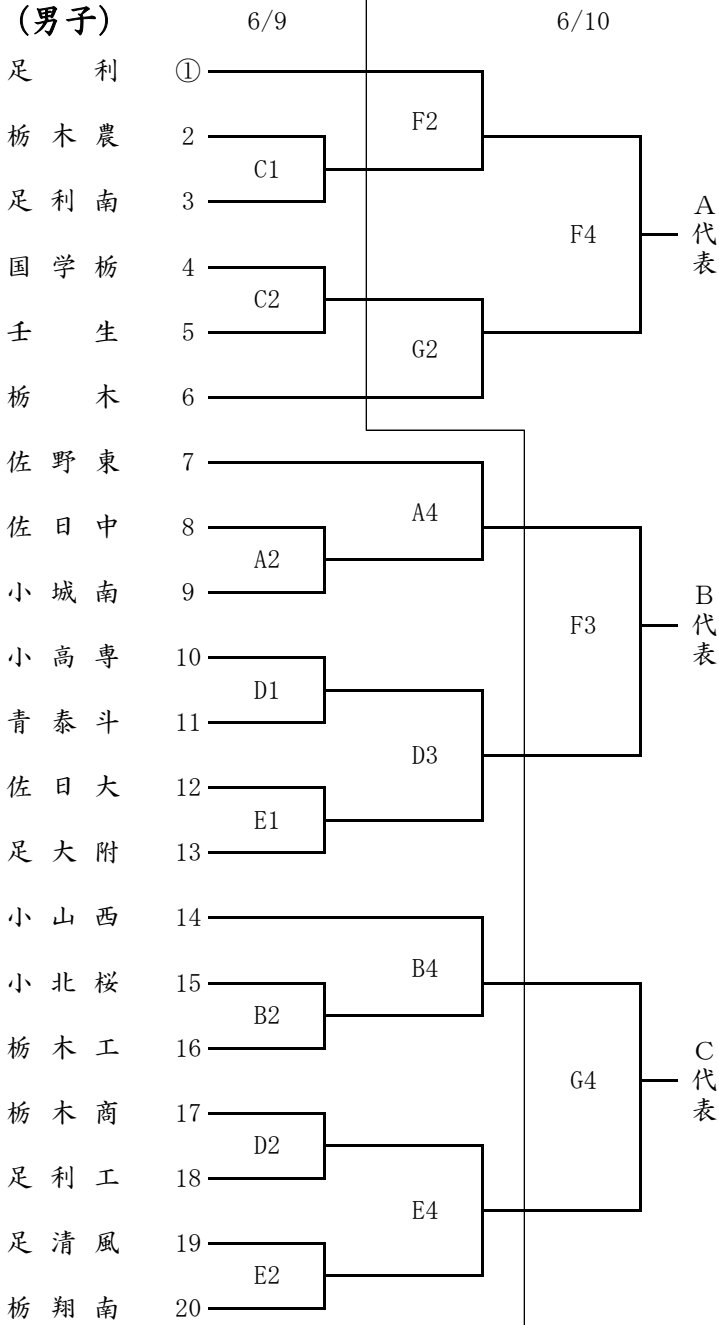 (男子) 6/9 6/10
足利 ①
F2
栃木農 2
C1
足利南 3
A代表
F4
国学栃 4
C2
壬生 5
G2
栃木 6
佐野東 7
A4
佐日中 8
A2
小城南 9
B代表
F3
小高専 10
D1
青泰斗 11
D3
佐日大 12
E1
足大附 13
小山西 14
B4
小北桜 15
B2
栃木工 16
C代表
G4
栃木商 17
D2
足利工 18
E4
足清風 19
E2
栃翔南 20